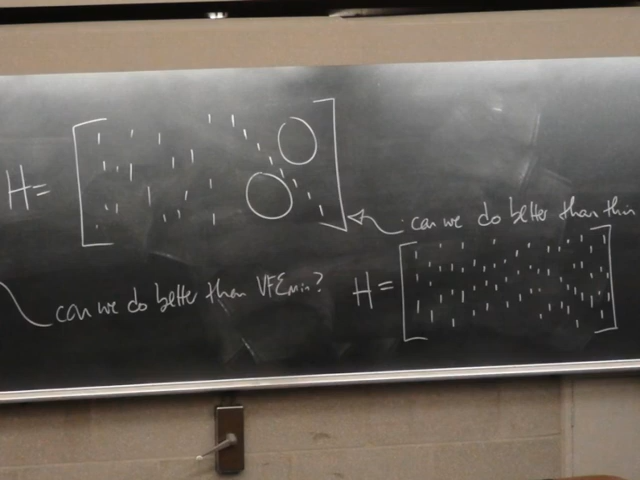 H=
can we do better than this
can we do better than VFEmin?
H=